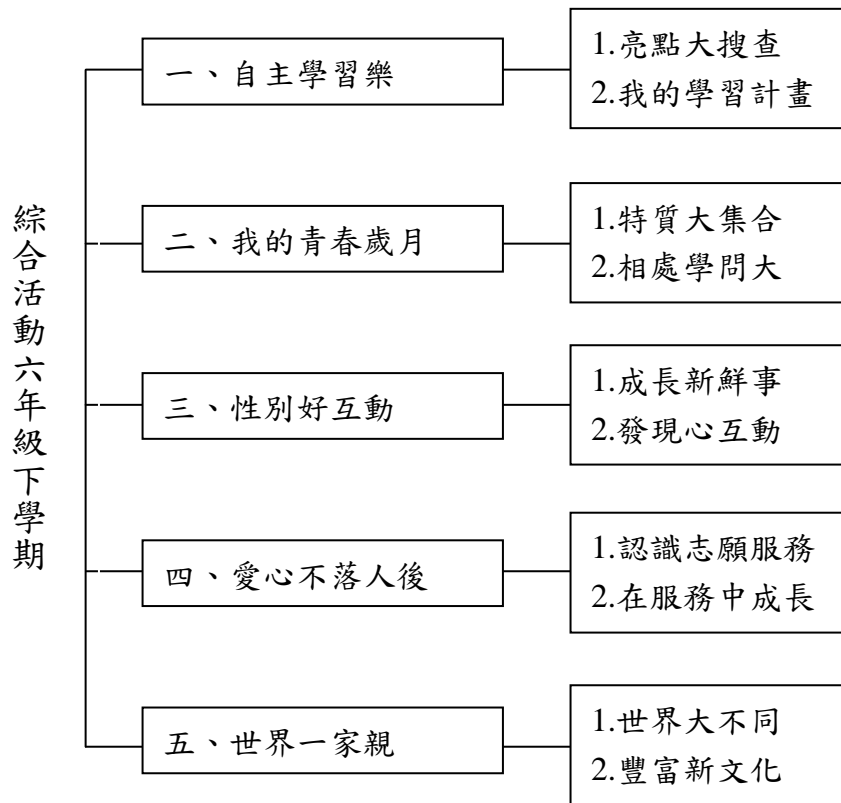 綜合活動六年級下學期
一、自主學習樂
1.亮點大搜查
2.我的學習計畫
二、我的青春歲月
1.特質大集合
2.相處學問大
三、性別好互動
1.成長新鮮事
2.發現心互動
四、愛心不落人後
1.認識志願服務
2.在服務中成長
五、世界一家親
1.世界大不同
2.豐富新文化